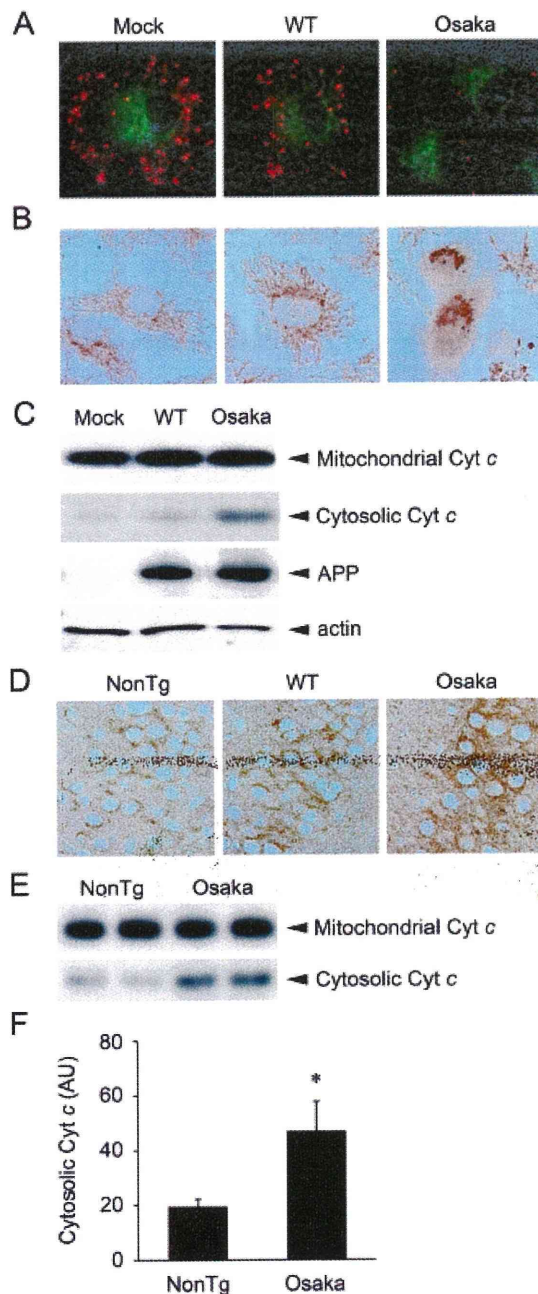 A
Mock WT Osaka
B
C
Mock WT Osaka
Mitochondrial Cyt c
Cytosolic Cyt c
APP
actin
D
NonTg WT Osaka
E
NonTg Osaka
Mitochondrial Cyt c
Cytosolic Cyt c
F
Cytosolic Cyt c (AU)
80
60
40
20
0
*
NonTg Osaka